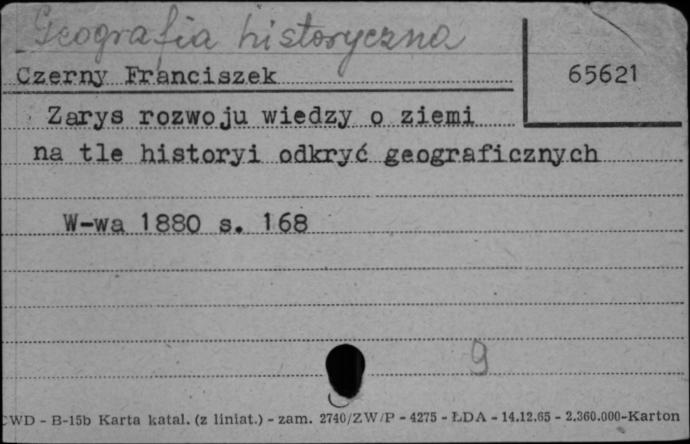 Geografia historyczna
Czerny Franciszek
65621
Zarys rozwoju wiedzy o ziemi
na tle historyi odkryć geograficznych
W-wa 1880 s. 168
9
CWD - B-15b Karta katal. (z liniat.) - zam. 2740/ZW/P - 4275 - ŁDA - 14.12.65 - 2.360.000-Karton